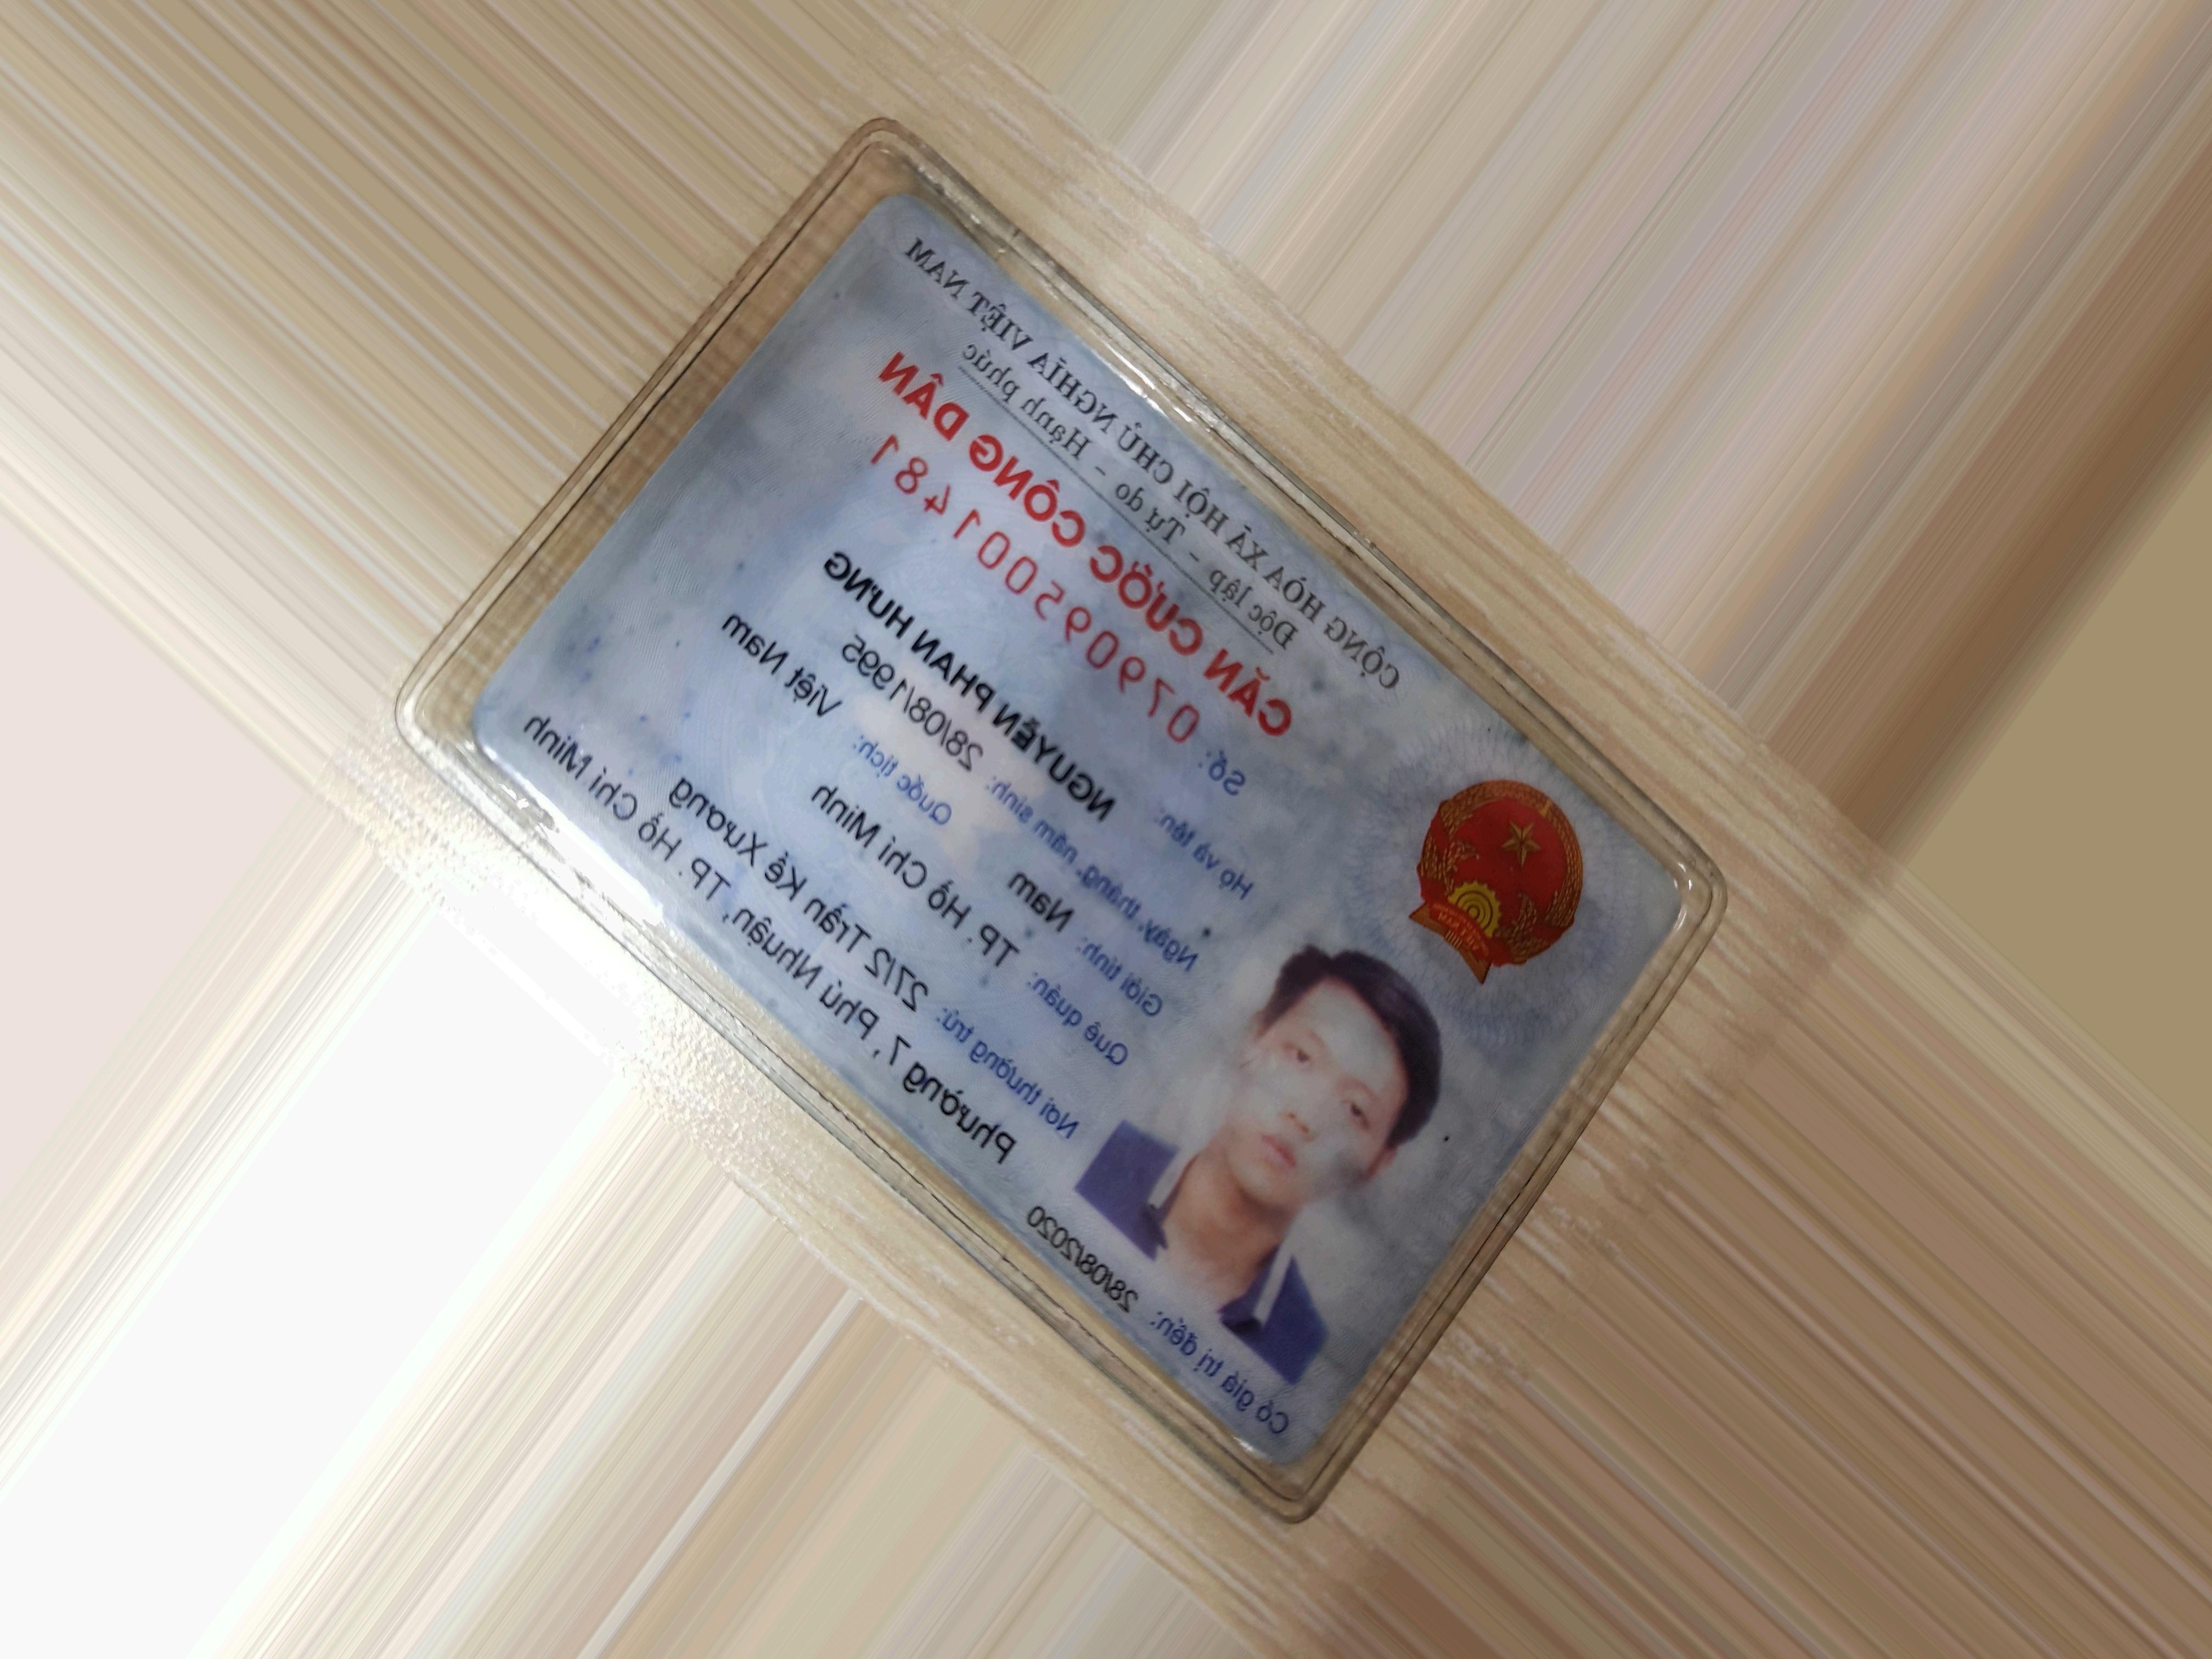 CỘNG HÒA XÃ HỘI CHỦ NGHĨA VIỆT NAM
Độc lập - Tự do - Hạnh phúc
CĂN CƯỚC CÔNG DÂN
Số: 079095001481
Họ và tên: NGUYỄN PHAN HƯNG
Ngày, tháng, năm sinh: 28/08/1995
Giới tính: Nam Quốc tịch: Việt Nam
Quê quán: TP. Hồ Chí Minh
Nơi thường trú: 27/2 Trần Kế Xương
Phường 7, Phú Nhuận, TP. Hồ Chí Minh
Có giá trị đến: 28/08/2020